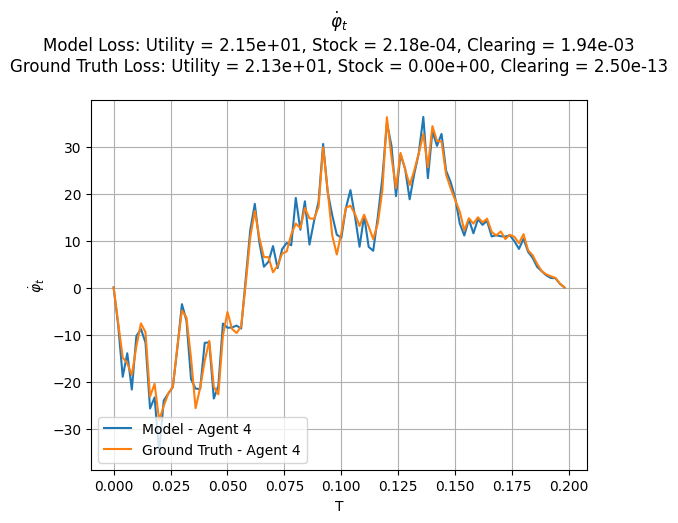 φ̇ₜ
Model Loss: Utility = 2.15e+01, Stock = 2.18e-04, Clearing = 1.94e-03
Ground Truth Loss: Utility = 2.13e+01, Stock = 0.00e+00, Clearing = 2.50e-13
30
20
10
0
−10
−20
−30
φ̇ₜ
Model - Agent 4
Ground Truth - Agent 4
0.000 0.025 0.050 0.075 0.100 0.125 0.150 0.175 0.200
T